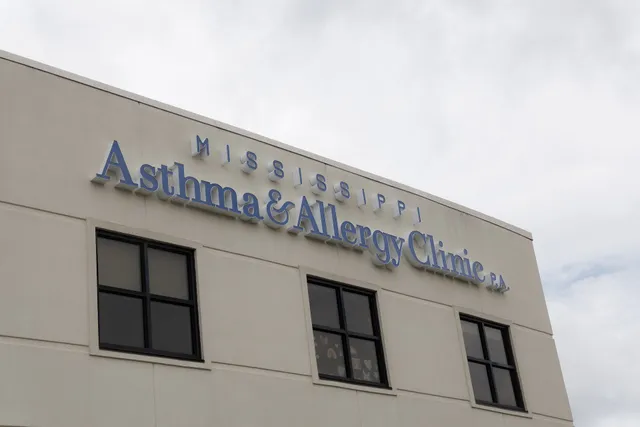 MISSISSIPPI
Asthma & Allergy Clinic P.A.